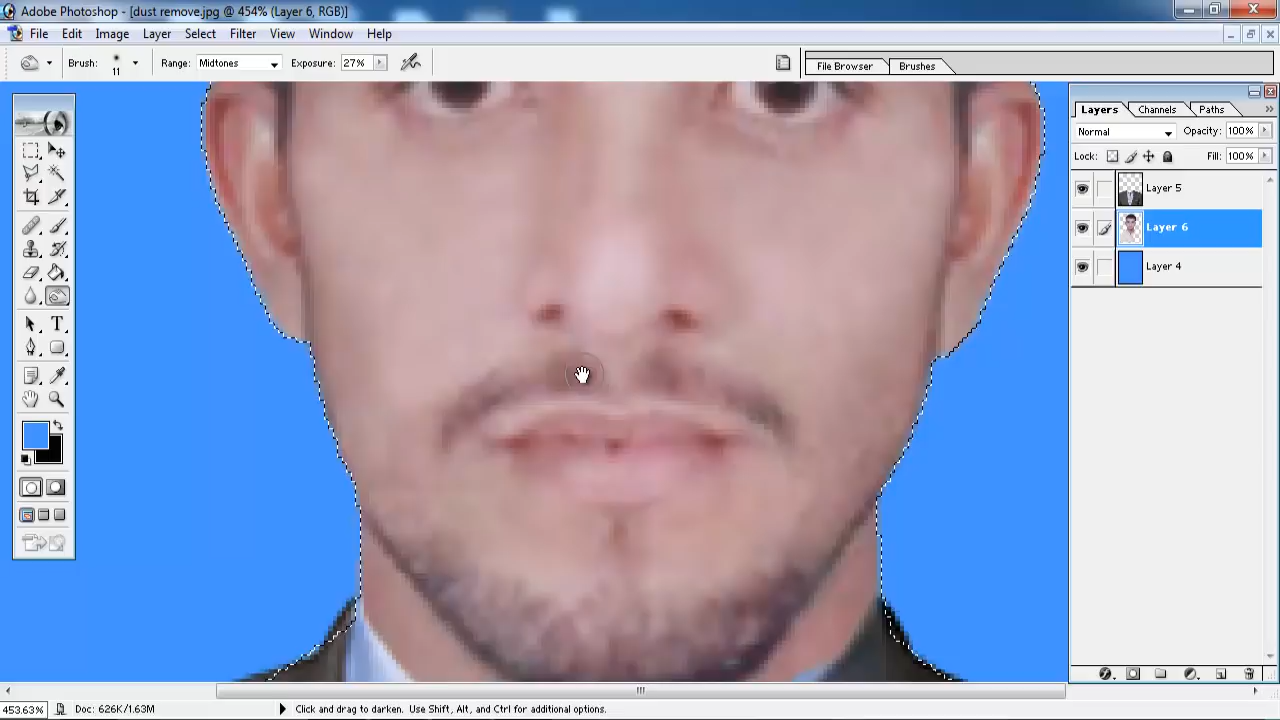 Adobe Photoshop - [dust remove.jpg @ 454% (Layer 6, RGB)]
File Edit Image Layer Select Filter View Window Help
Brush: 11 Range: Midtones Exposure: 27% File Browser Brushes
Layers Channels Paths
Normal Opacity: 100%
Lock: Fill: 100%
Layer 5
Layer 6
Layer 4
T
453.63% Doc: 626K/1.63M Click and drag to darken. Use Shift, Alt, and Ctrl for additional options.